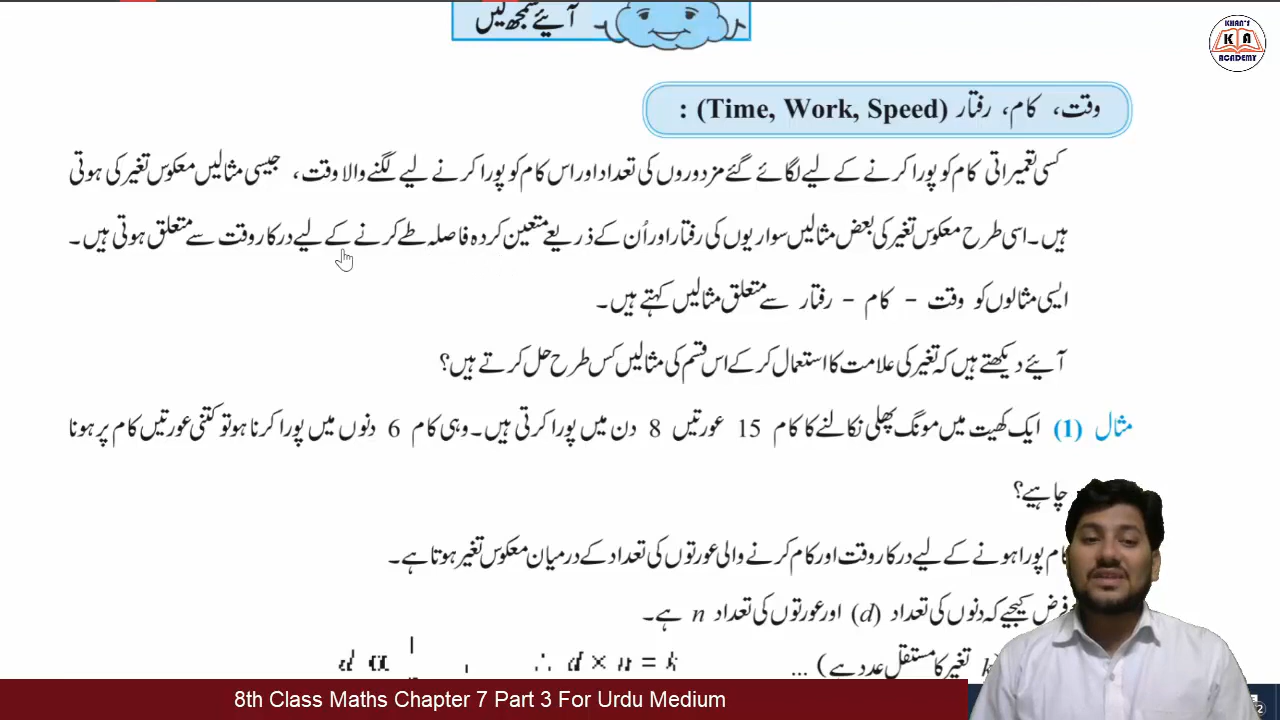 آئیے سمجھ لیں
KHAN'S
K A
ACADEMY
وقت، کام، رفتار (Time, Work, Speed) :
کسی تعمیراتی کام کو پورا کرنے کے لیے لگائے گئے مزدوروں کی تعداد اور اس کام کو پورا کرنے لیے لگنے والا وقت ، جیسی مثالیں معکوس تغیر کی ہوتی
ہیں۔ اسی طرح معکوس تغیر کی بعض مثالیں سواریوں کی رفتار اور اُن کے ذریعے متعین کردہ فاصلہ طے کرنے کے لیے درکار وقت سے متعلق ہوتی ہیں۔
ایسی مثالوں کو وقت - کام - رفتار سے متعلق مثالیں کہتے ہیں۔
آئیے دیکھتے ہیں کہ تغیر کی علامت کا استعمال کر کے اس قسم کی مثالیں کس طرح حل کرتے ہیں؟
مثال (1) ایک کھیت میں مونگ پھلی نکالنے کا کام 15 عورتیں 8 دن میں پورا کرتی ہیں۔ وہی کام 6 دنوں میں پورا کرنا ہو تو کتنی عورتیں کام پر ہونا
چاہیے؟
کام پورا ہونے کے لیے درکار وقت اور کام کرنے والی عورتوں کی تعداد کے درمیان معکوس تغیر ہوتا ہے۔
فرض کیجیے کہ دنوں کی تعداد (d) اور عورتوں کی تعداد n ہے۔
∴ d × n = k
k تغیر کا مستقل عدد ہے) ...
8th Class Maths Chapter 7 Part 3 For Urdu Medium